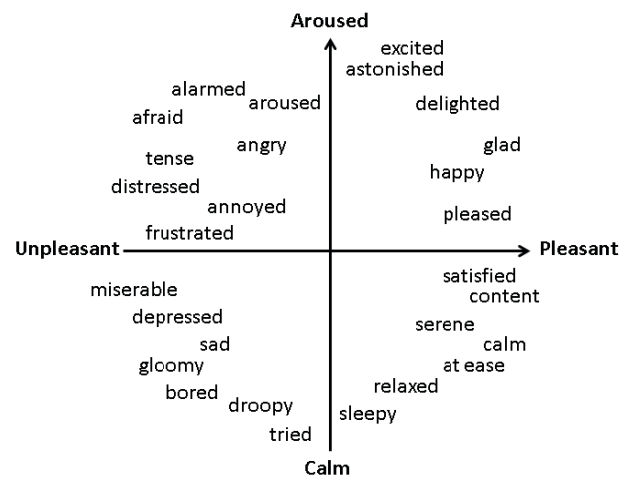 Aroused
excited
astonished
alarmed
aroused
delighted
afraid
angry
glad
tense
happy
distressed
annoyed
pleased
frustrated
Unpleasant
Pleasant
satisfied
miserable
content
depressed
serene
sad
calm
gloomy
at ease
bored
relaxed
droopy
sleepy
tried
Calm